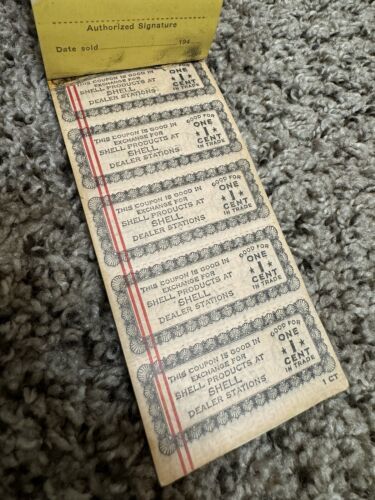 Authorized Signature
Date sold 194
THIS COUPON IS GOOD IN
EXCHANGE FOR
SHELL PRODUCTS AT
SHELL
DEALER STATIONS
ONE
1
CENT
IN TRADE
THIS COUPON IS GOOD IN
EXCHANGE FOR
SHELL PRODUCTS AT
SHELL
DEALER STATIONS
GOOD FOR
ONE
1
CENT
IN TRADE
THIS COUPON IS GOOD IN
EXCHANGE FOR
SHELL PRODUCTS AT
SHELL
DEALER STATIONS
GOOD FOR
ONE
1
CENT
IN TRADE
THIS COUPON IS GOOD IN
EXCHANGE FOR
SHELL PRODUCTS AT
SHELL
DEALER STATIONS
GOOD FOR
ONE
1
CENT
IN TRADE
THIS COUPON IS GOOD IN
EXCHANGE FOR
SHELL PRODUCTS AT
SHELL
DEALER STATIONS
GOOD FOR
ONE
1
CENT
IN TRADE
1 CT